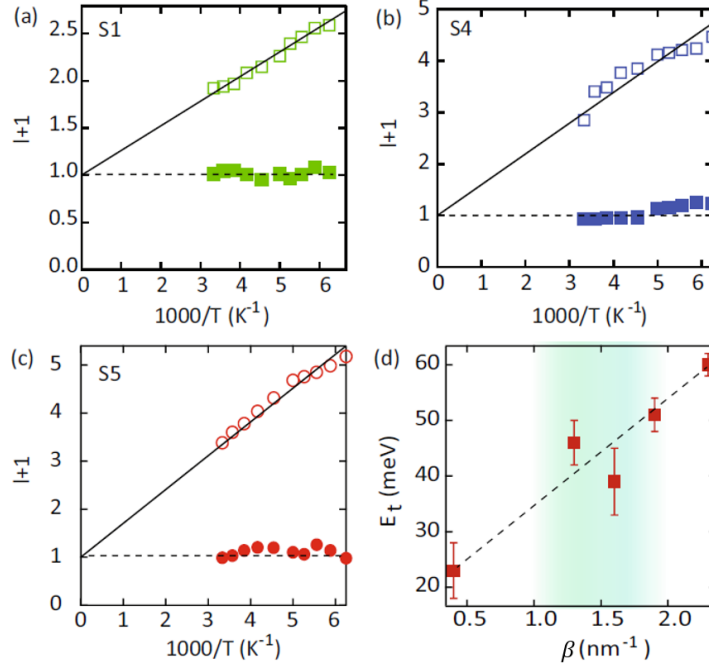 (a)
S1
2.5
2.0
1.5
1.0
0.5
0.0
l+1
0 1 2 3 4 5 6
1000/T (K⁻¹)
(b)
S4
5
4
3
2
1
0
l+1
0 1 2 3 4 5 6
1000/T (K⁻¹)
(c)
S5
5
4
3
2
1
0
l+1
0 1 2 3 4 5 6
1000/T (K⁻¹)
(d)
60
50
40
30
20
Eₜ (meV)
0.5 1.0 1.5 2.0
β (nm⁻¹)